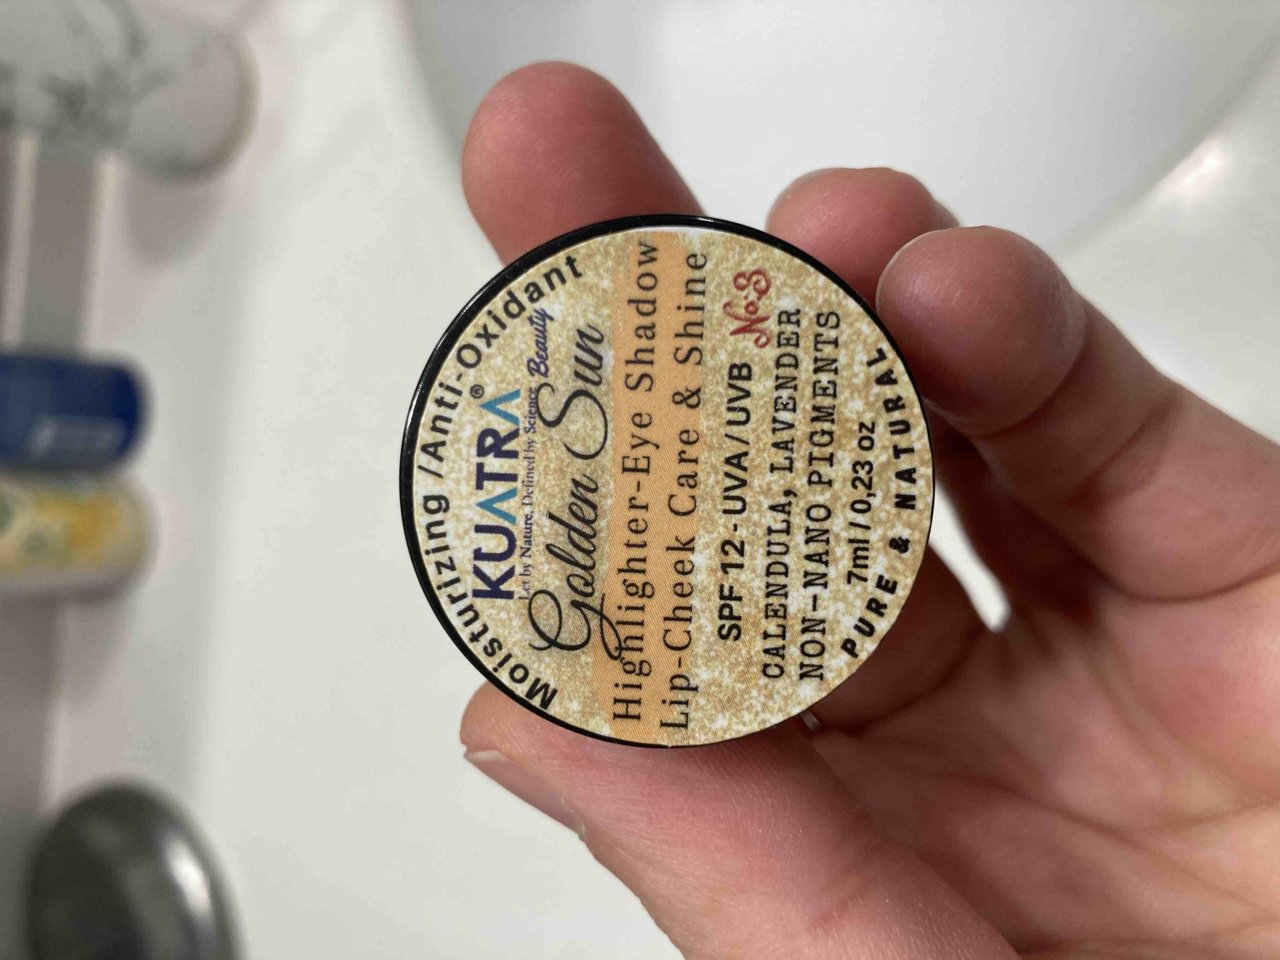 Moisturizing /Anti-Oxidant
KUATRA®
Let by Nature, Defined by Science Beauty
Golden Sun
Highlighter-Eye Shadow
Lip-Cheek Care & Shine
SPF 12 - UVA/UVB No:3
CALENDULA, LAVENDER
NON-NANO PIGMENTS
7ml / 0,23 oz
PURE & NATURAL